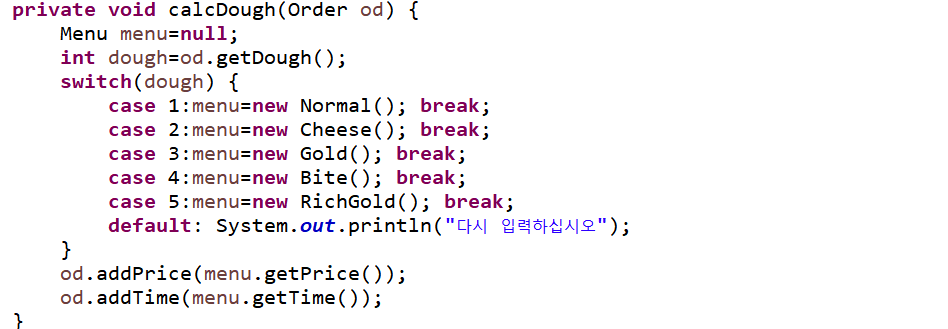 private void calcDough(Order od) {
    Menu menu=null;
    int dough=od.getDough();
    switch(dough) {
        case 1:menu=new Normal(); break;
        case 2:menu=new Cheese(); break;
        case 3:menu=new Gold(); break;
        case 4:menu=new Bite(); break;
        case 5:menu=new RichGold(); break;
        default: System.out.println("다시 입력하십시오");
    }
    od.addPrice(menu.getPrice());
    od.addTime(menu.getTime());
}